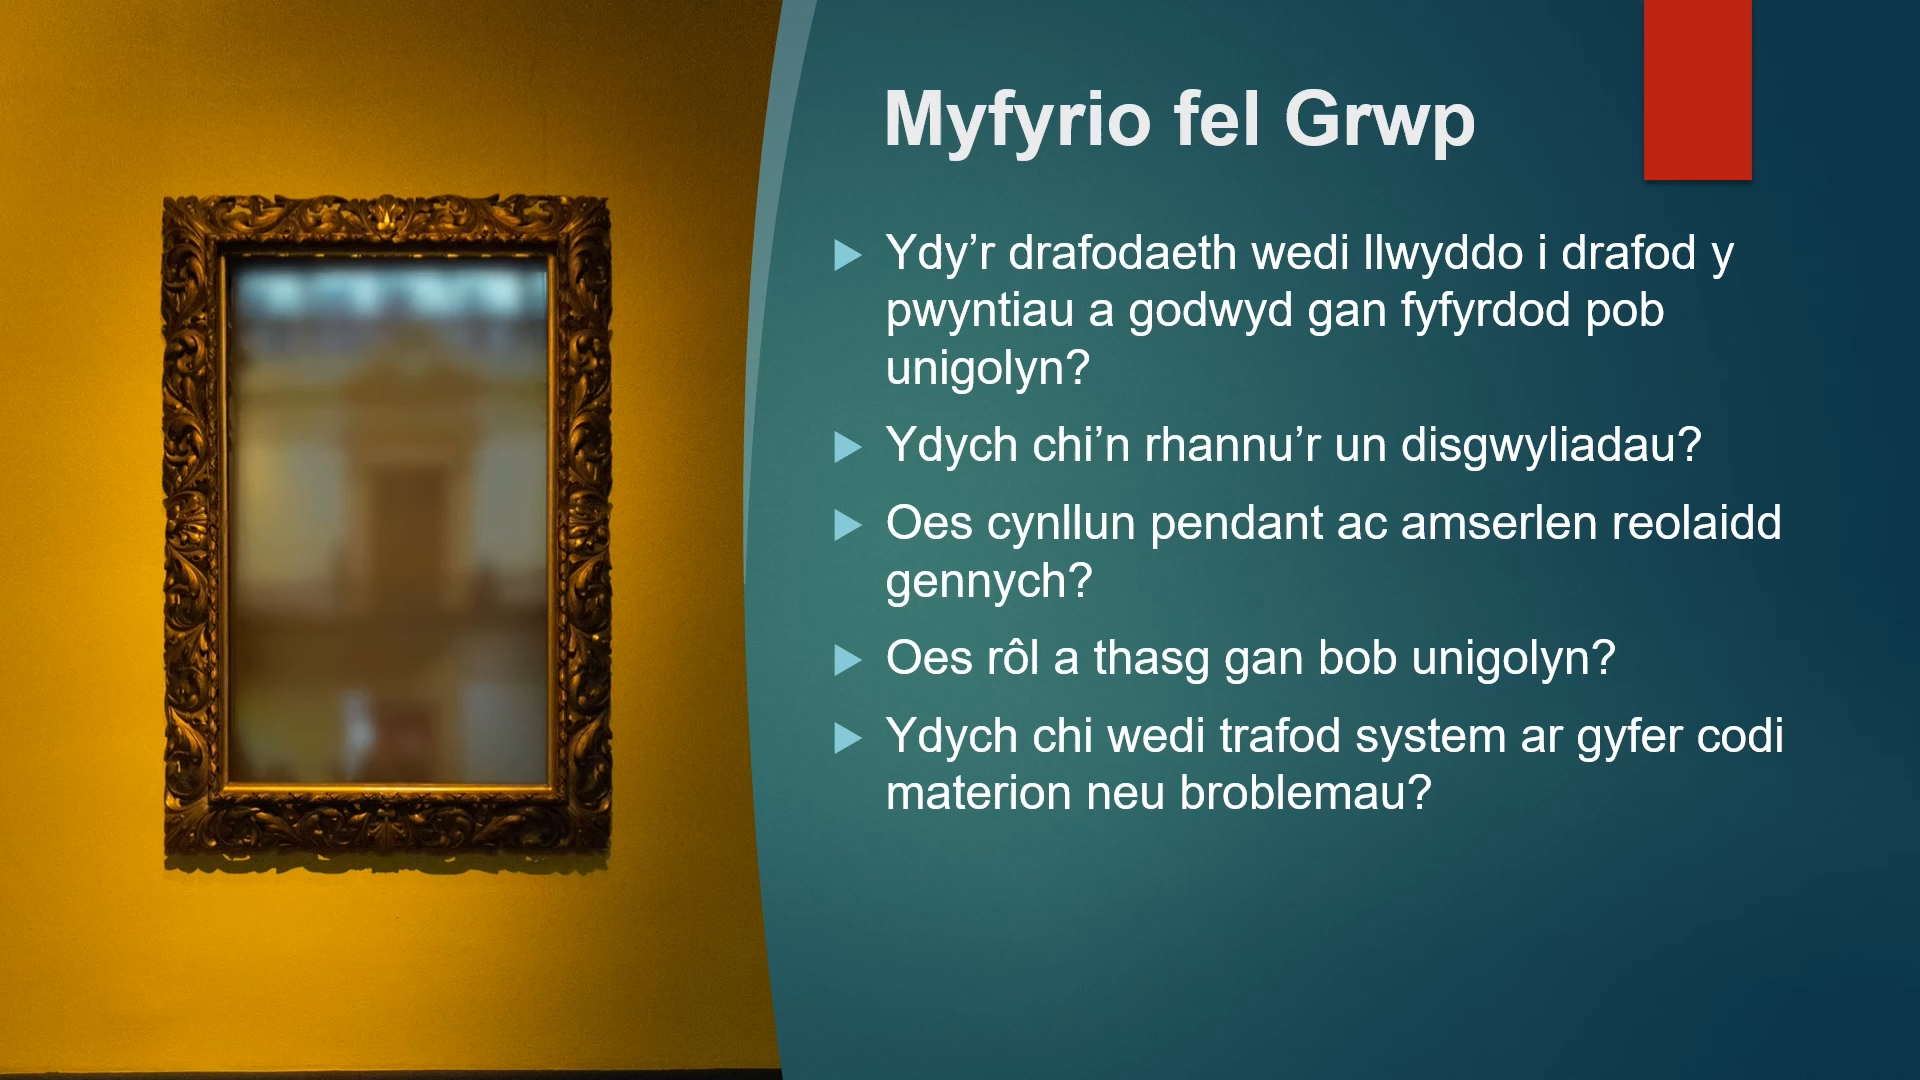 Myfyrio fel Grwp
Ydy’r drafodaeth wedi llwyddo i drafod y
pwyntiau a godwyd gan fyfyrdod pob
unigolyn?
Ydych chi’n rhannu’r un disgwyliadau?
Oes cynllun pendant ac amserlen reolaidd
gennych?
Oes rôl a thasg gan bob unigolyn?
Ydych chi wedi trafod system ar gyfer codi
materion neu broblemau?